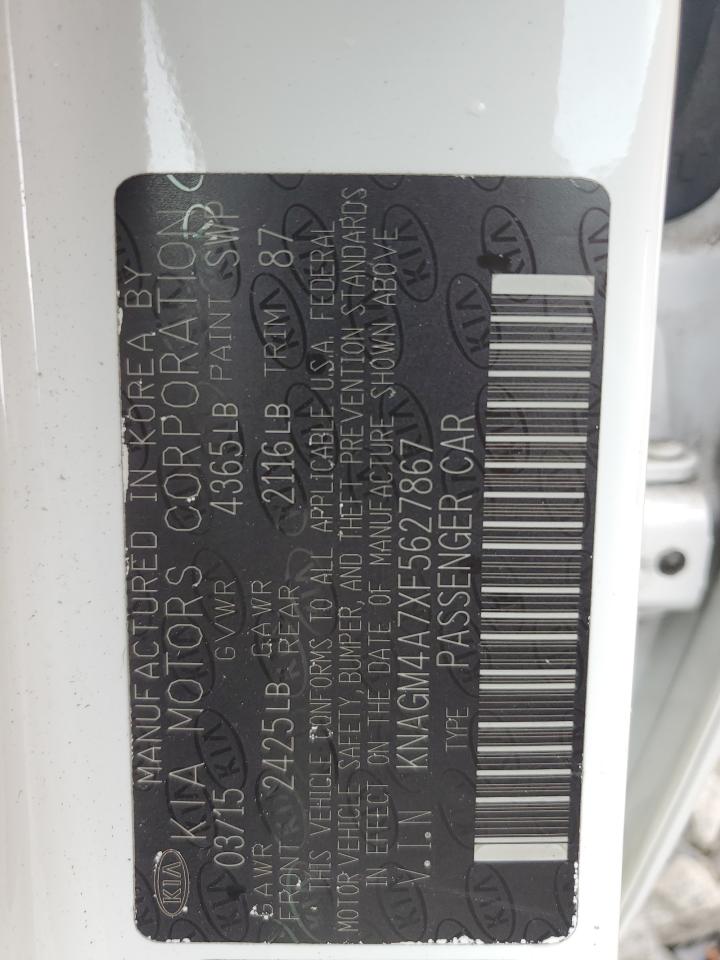 MANUFACTURED IN KOREA BY
KIA KIA MOTORS CORPORATION
03/15 GVWR 4365LB PAINT SWP
GAWR FRONT 2425LB GAWR REAR 2116LB TRIM 87
THIS VEHICLE CONFORMS TO ALL APPLICABLE U.S.A. FEDERAL
MOTOR VEHICLE SAFETY, BUMPER, AND THEFT PREVENTION STANDARDS
IN EFFECT ON THE DATE OF MANUFACTURE SHOWN ABOVE
V.I.N KNAGM4A7XF5627867
TYPE PASSENGER CAR